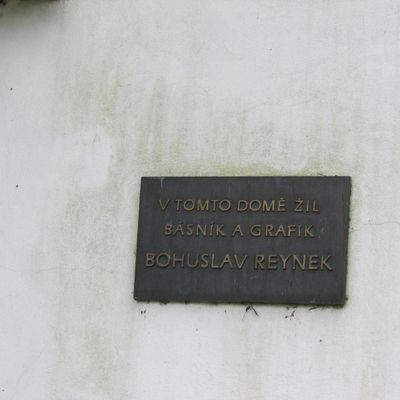 V TOMTO DOMĚ ŽIL
BÁSNÍK A GRAFIK
BOHUSLAV REYNEK